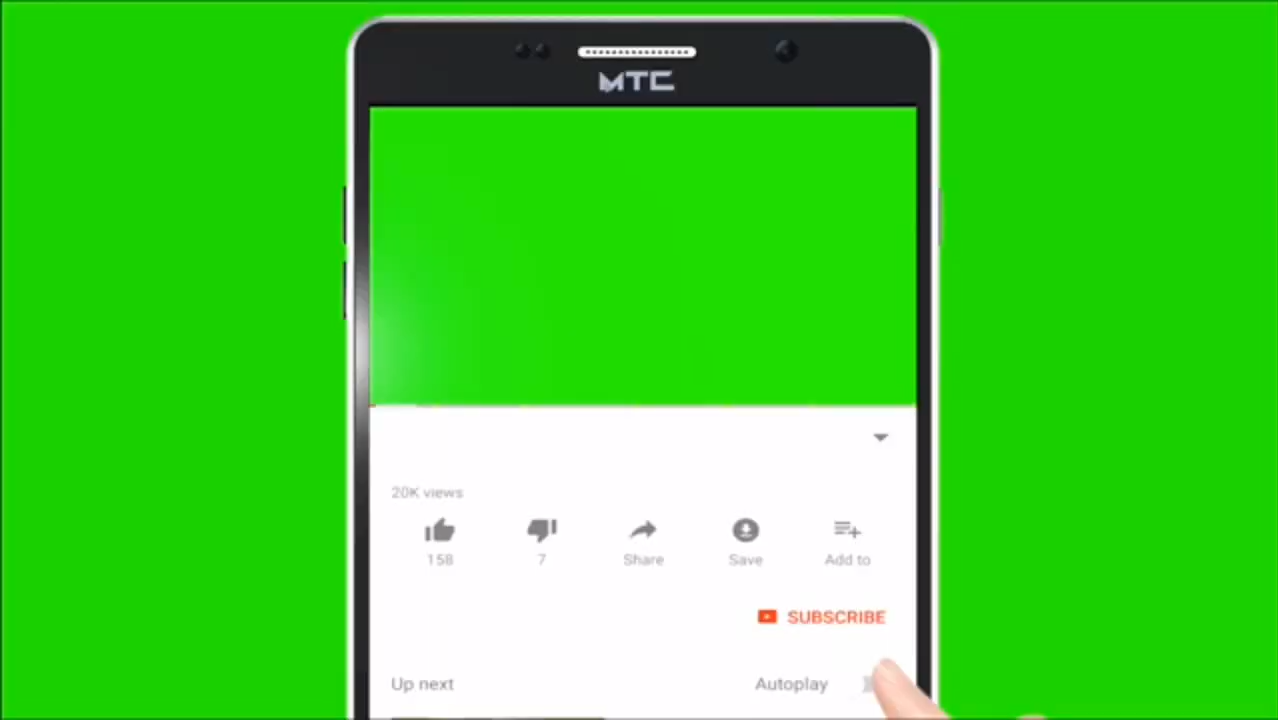 MTC
20K views
158 7 Share Save Add to
SUBSCRIBE
Up next Autoplay